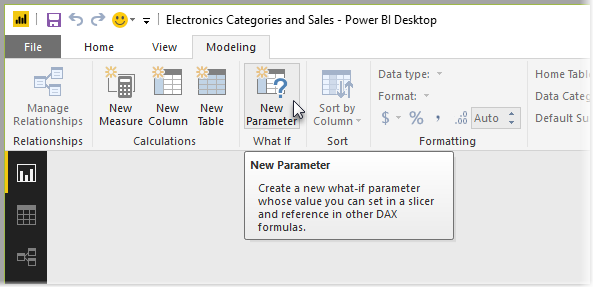 Electronics Categories and Sales - Power BI Desktop
File Home View Modeling
Manage Relationships
New Measure
New Column
New Table
New Parameter
Sort by Column
Data type:
Format:
$ % , .00 Auto
Home Tabl
Data Categ
Default Su
Relationships Calculations What If Sort Formatting
New Parameter
Create a new what-if parameter
whose value you can set in a slicer
and reference in other DAX
formulas.